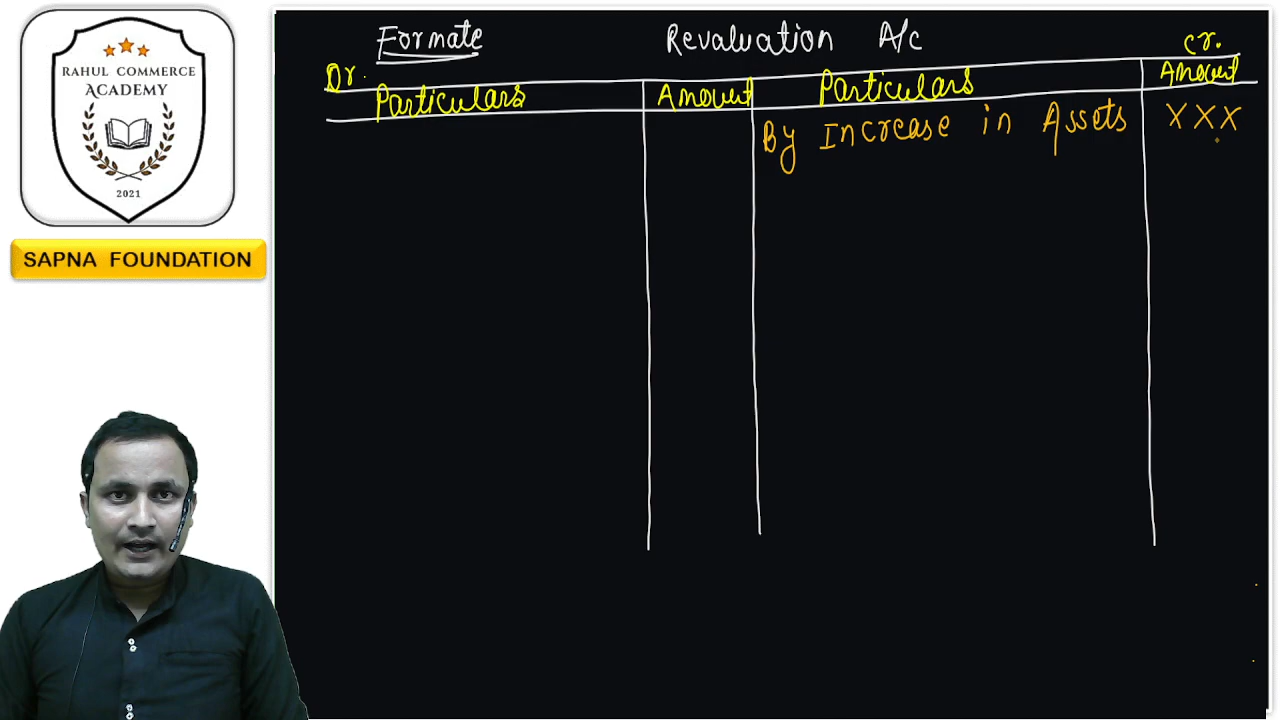 RAHUL COMMERCE
ACADEMY
2021
SAPNA FOUNDATION
Formate Revaluation A/c
Dr. Cr.
Particulars Amount Particulars Amount
By Increase in Assets XXX